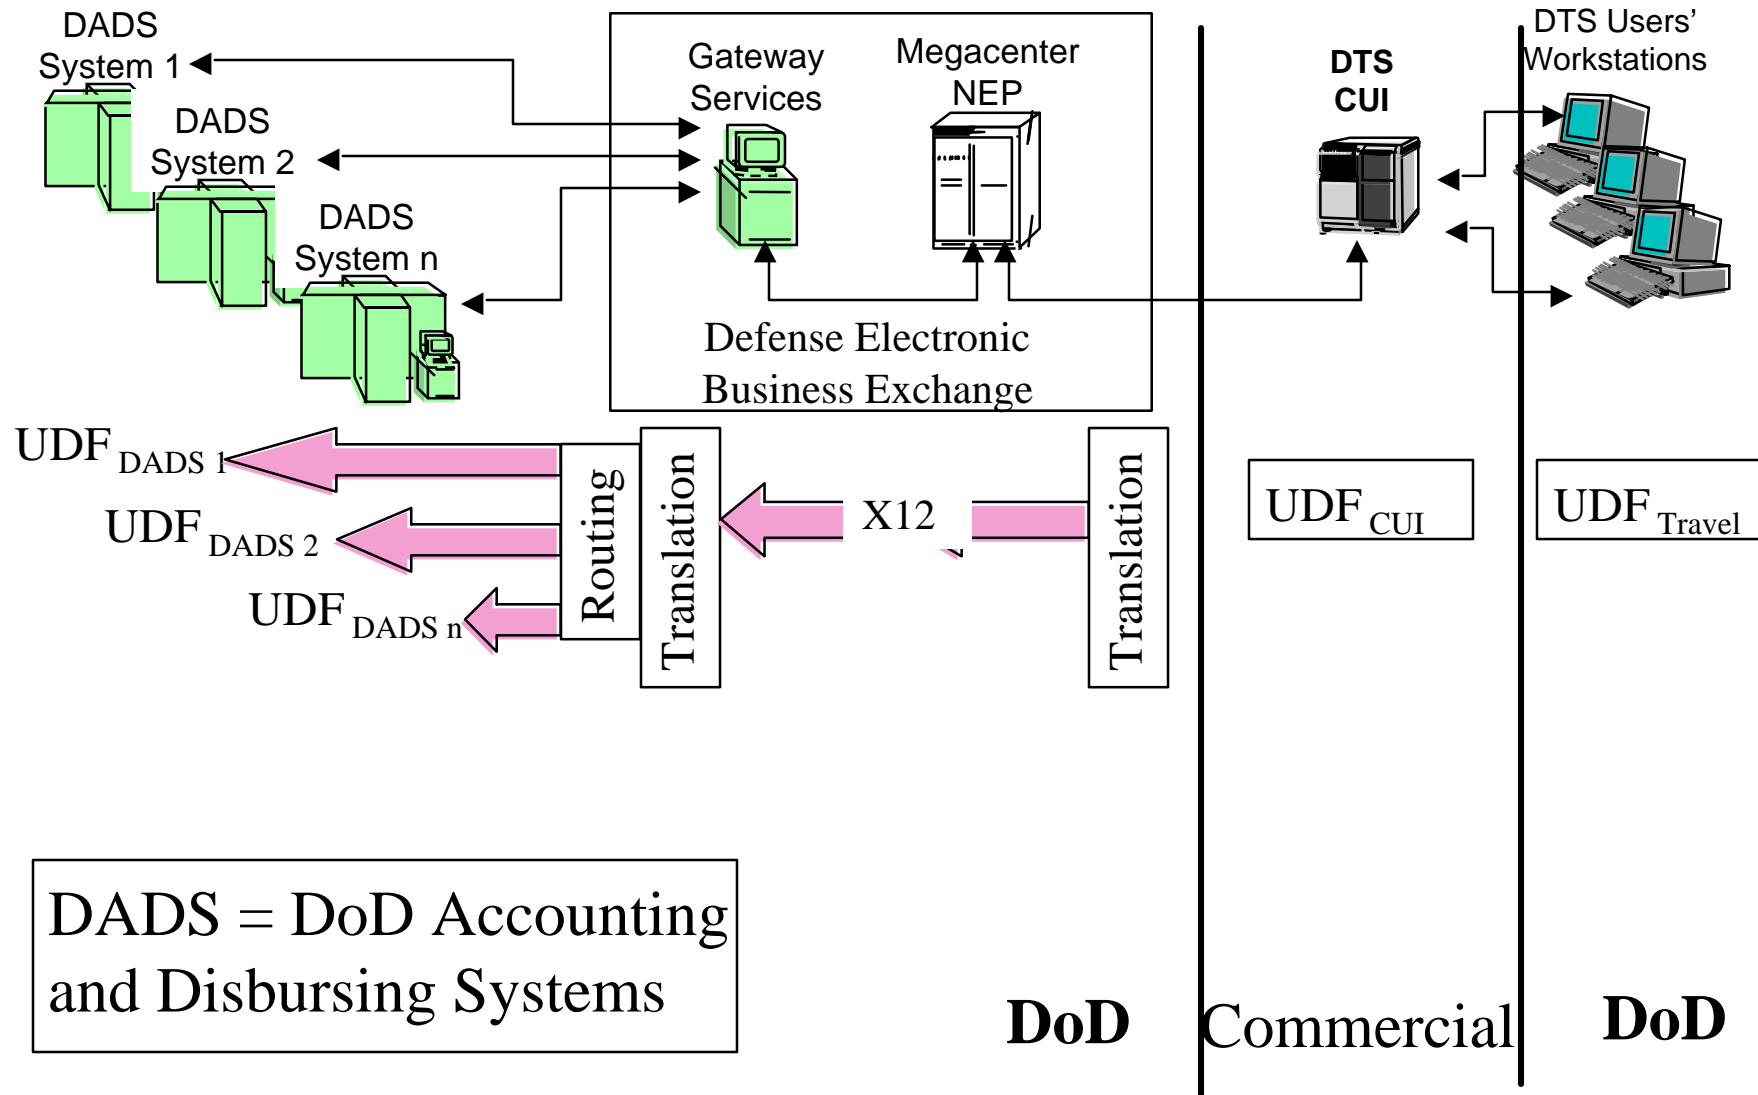 DADS
System 1
DADS
System 2
DADS
System n
Gateway
Services
Megacenter
NEP
Defense Electronic
Business Exchange
DTS
CUI
DTS Users’
Workstations
UDF DADS 1
UDF DADS 2
UDF DADS n
Routing
Translation
X12
Translation
UDF CUI
UDF Travel
DADS = DoD Accounting
and Disbursing Systems
DoD
Commercial
DoD